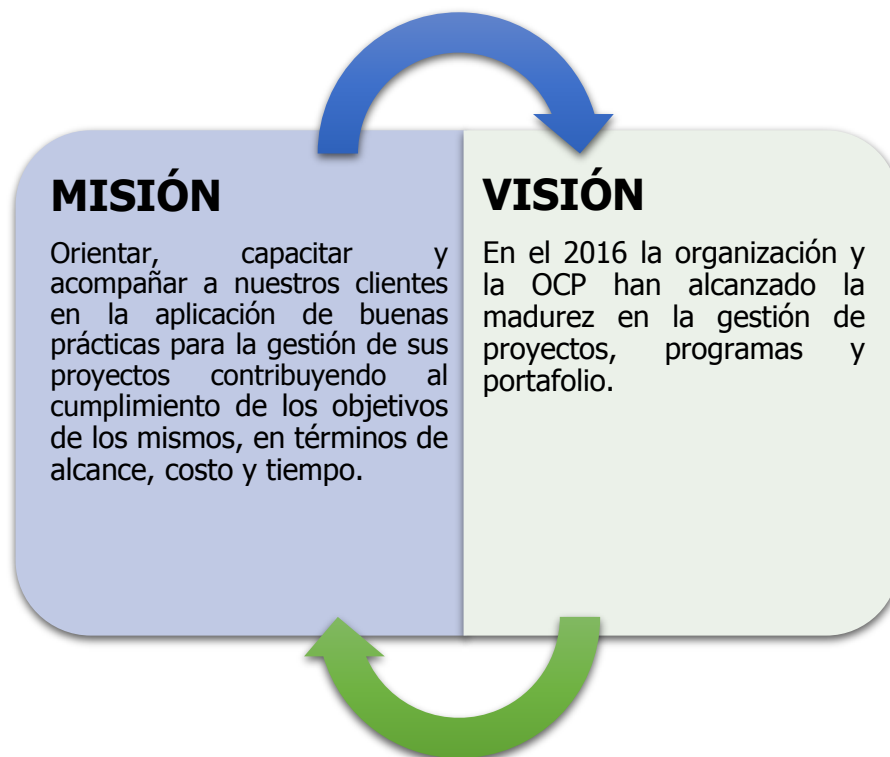 MISIÓN
Orientar, capacitar y
acompañar a nuestros clientes
en la aplicación de buenas
prácticas para la gestión de sus
proyectos contribuyendo al
cumplimiento de los objetivos
de los mismos, en términos de
alcance, costo y tiempo.
VISIÓN
En el 2016 la organización y
la OCP han alcanzado la
madurez en la gestión de
proyectos, programas y
portafolio.